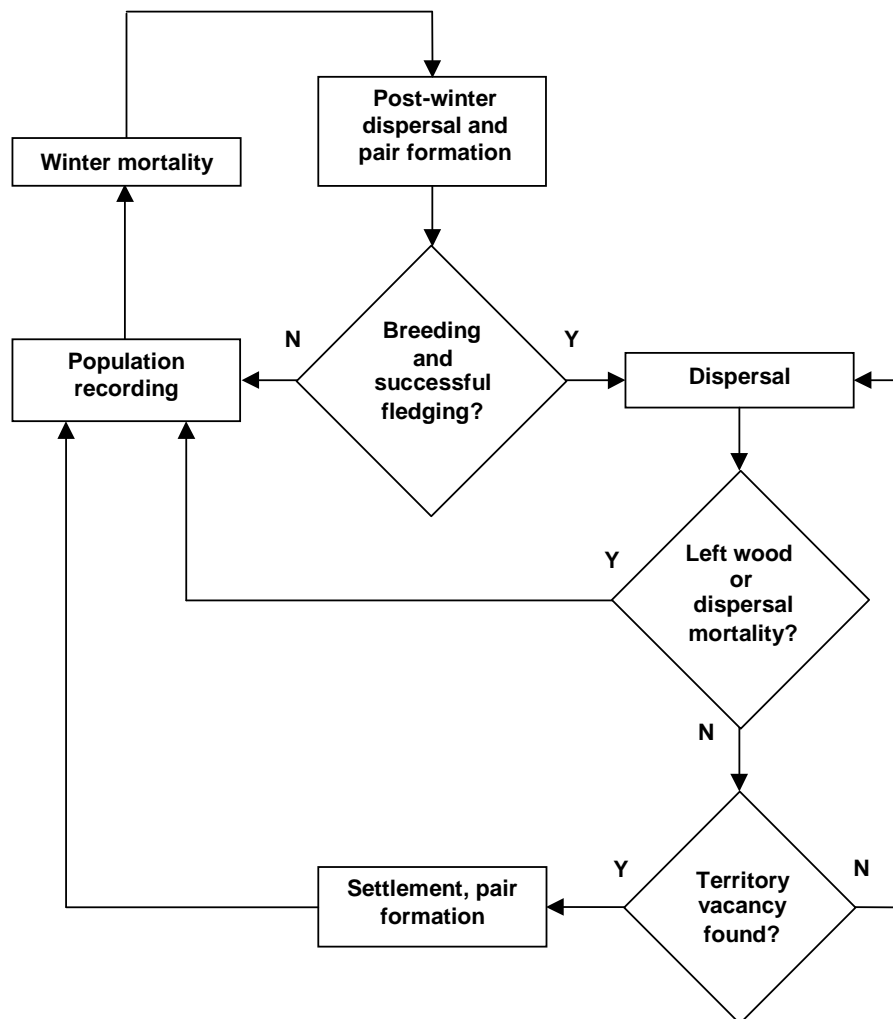 Post-winter
dispersal and
pair formation
Winter mortality
N
Breeding
and
successful
fledging?
Y
Population
recording
Dispersal
Y
Left wood
or
dispersal
mortality?
N
Y
Territory
vacancy
found?
N
Settlement, pair
formation